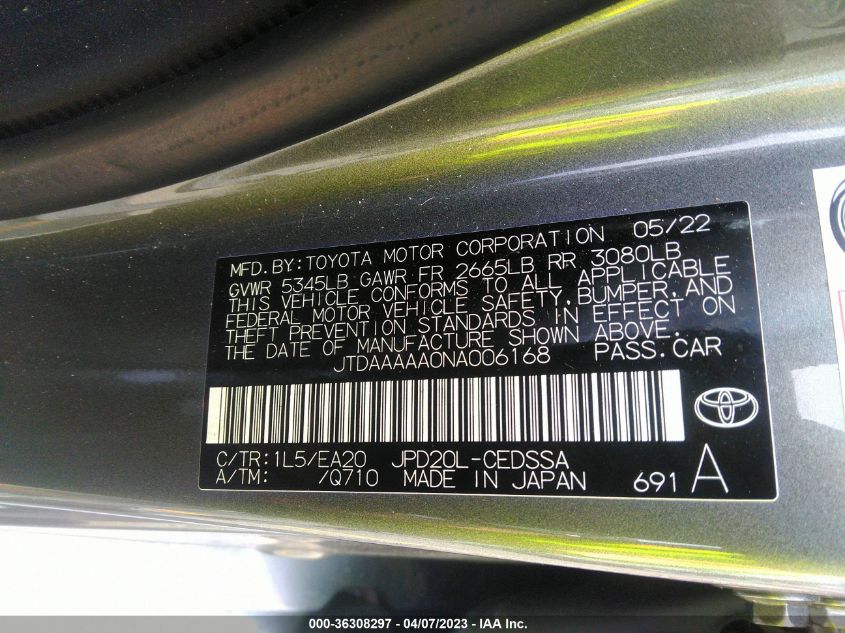 MFD. BY: TOYOTA MOTOR CORPORATION 05/22
GVWR 5345LB GAWR FR 2665LB RR 3080LB
THIS VEHICLE CONFORMS TO ALL APPLICABLE
FEDERAL MOTOR VEHICLE SAFETY, BUMPER, AND
THEFT PREVENTION STANDARDS IN EFFECT ON
THE DATE OF MANUFACTURE SHOWN ABOVE.
JTDAAAAA0NA006168 PASS. CAR
C/TR: 1L5/EA20 JPD20L-CEDSSA
A/TM: /Q710 MADE IN JAPAN 691 A
000-36308297 - 04/07/2023 - IAA Inc.